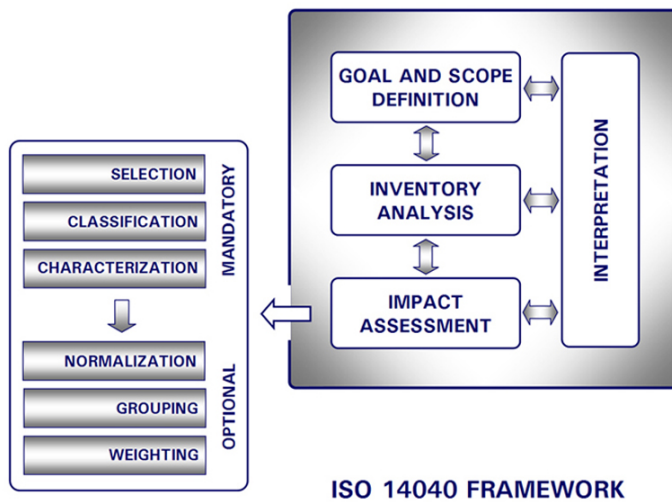 GOAL AND SCOPE
DEFINITION
INVENTORY
ANALYSIS
IMPACT
ASSESSMENT
INTERPRETATION
SELECTION
CLASSIFICATION
CHARACTERIZATION
MANDATORY
NORMALIZATION
GROUPING
WEIGHTING
OPTIONAL
ISO 14040 FRAMEWORK